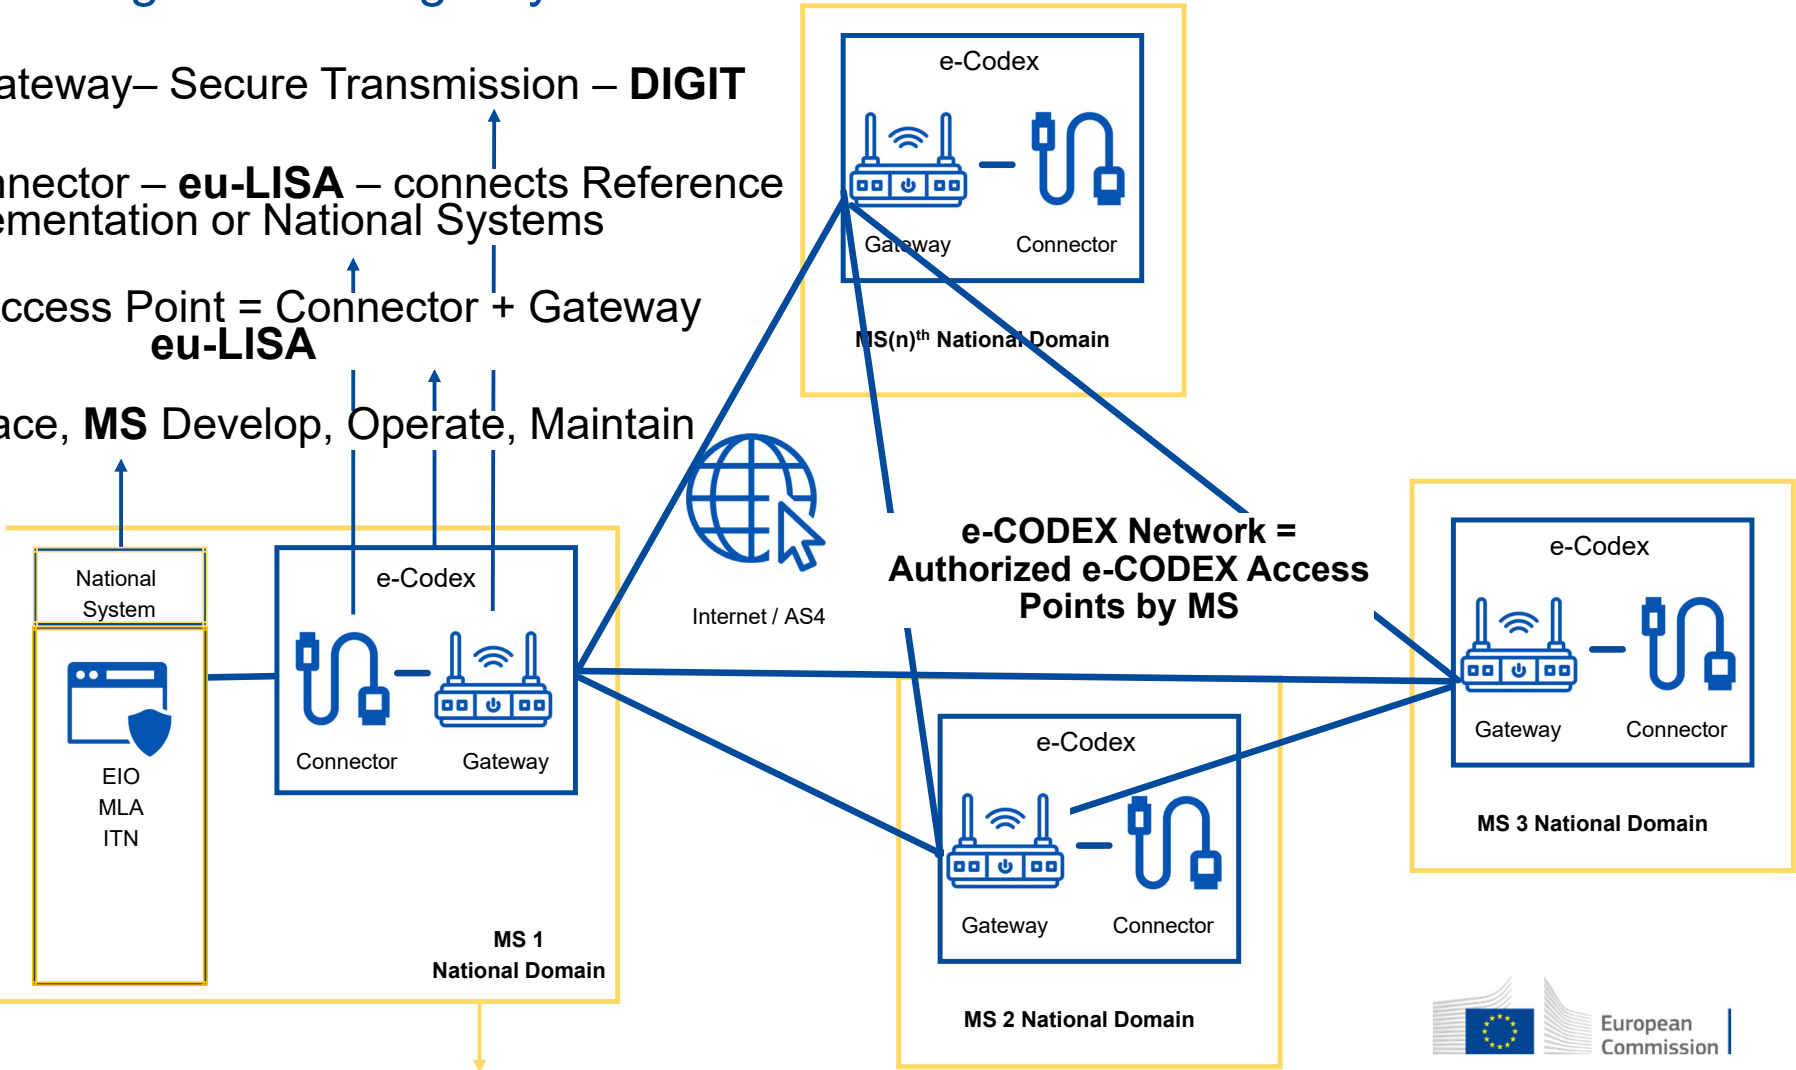 ateway– Secure Transmission – DIGIT
nnector – eu-LISA – connects Reference
ementation or National Systems
ccess Point = Connector + Gateway
eu-LISA
ace, MS Develop, Operate, Maintain
e-Codex
Gateway
Connector
MS(n)th National Domain
Internet / AS4
e-CODEX Network =
Authorized e-CODEX Access
Points by MS
National
System
EIO
MLA
ITN
e-Codex
Connector
Gateway
MS 1
National Domain
e-Codex
Gateway
Connector
MS 2 National Domain
e-Codex
Gateway
Connector
MS 3 National Domain
European
Commission